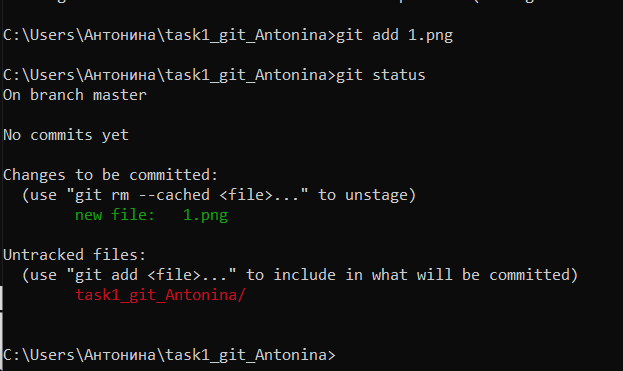 C:\Users\Антонина\task1_git_Antonina>git add 1.png
C:\Users\Антонина\task1_git_Antonina>git status
On branch master
No commits yet
Changes to be committed:
(use "git rm --cached <file>..." to unstage)
new file:   1.png
Untracked files:
(use "git add <file>..." to include in what will be committed)
task1_git_Antonina/
C:\Users\Антонина\task1_git_Antonina>